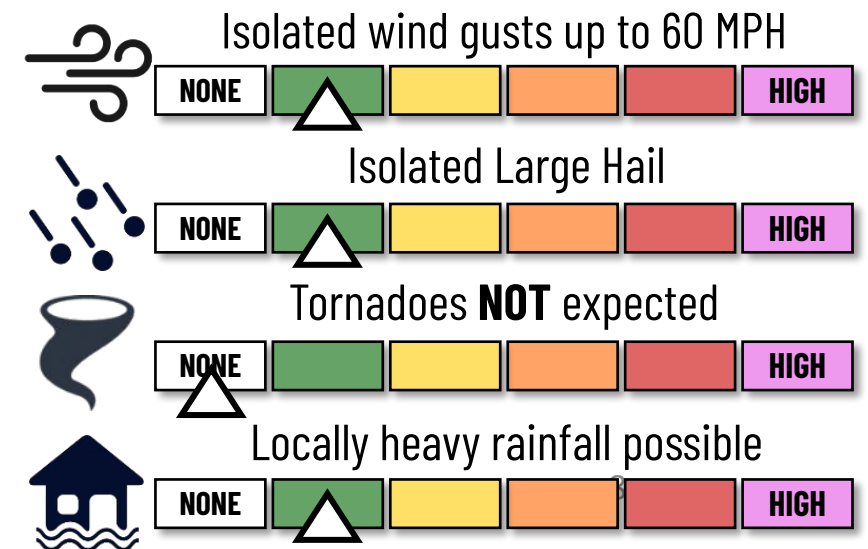 Isolated wind gusts up to 60 MPH
NONE HIGH
Isolated Large Hail
NONE HIGH
Tornadoes NOT expected
NONE HIGH
Locally heavy rainfall possible
3
NONE HIGH